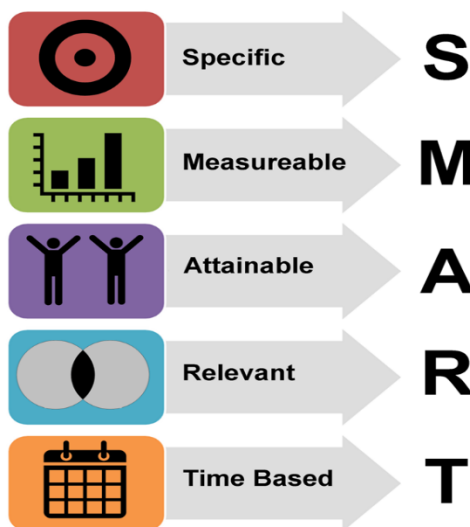 Specific S
Measureable M
Attainable A
Relevant R
Time Based T